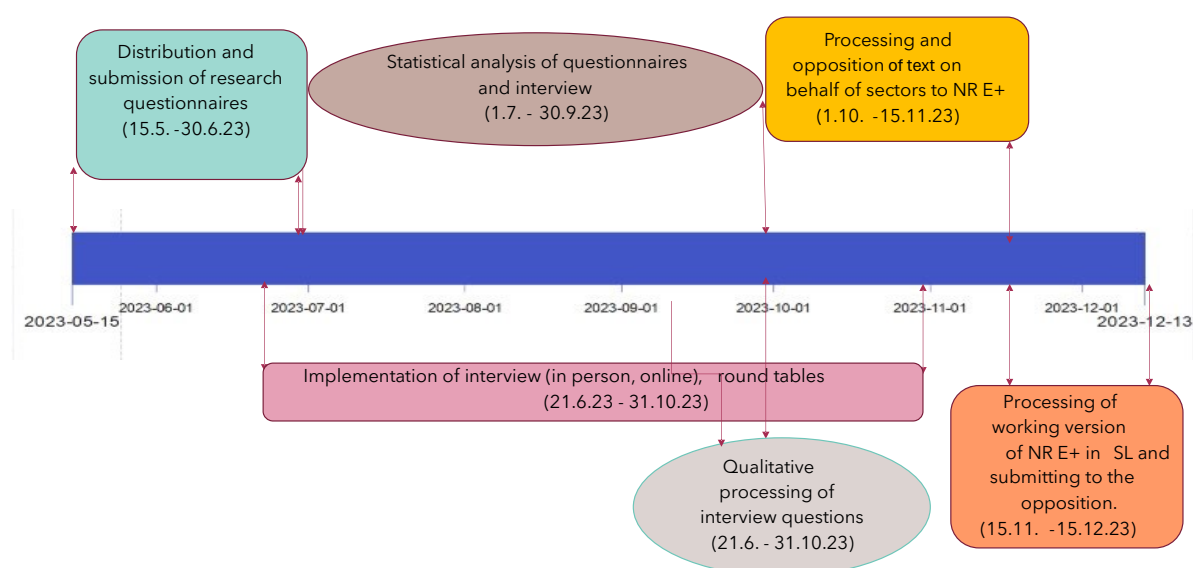 Distribution and
submission of research
questionnaires
(15.5. -30.6.23)
Statistical analysis of questionnaires
and interview
(1.7. - 30.9.23)
Processing and
opposition of text on
behalf of sectors to NR E+
(1.10. -15.11.23)
2023-05-15
2023-06-01
2023-07-01
2023-08-01
2023-09-01
2023-10-01
2023-11-01
2023-12-01
2023-12-13
Implementation of interview (in person, online), round tables
(21.6.23 - 31.10.23)
Qualitative
processing of
interview questions
(21.6. - 31.10.23)
Processing of
working version
of NR E+ in SL and
submitting to the
opposition.
(15.11. -15.12.23)